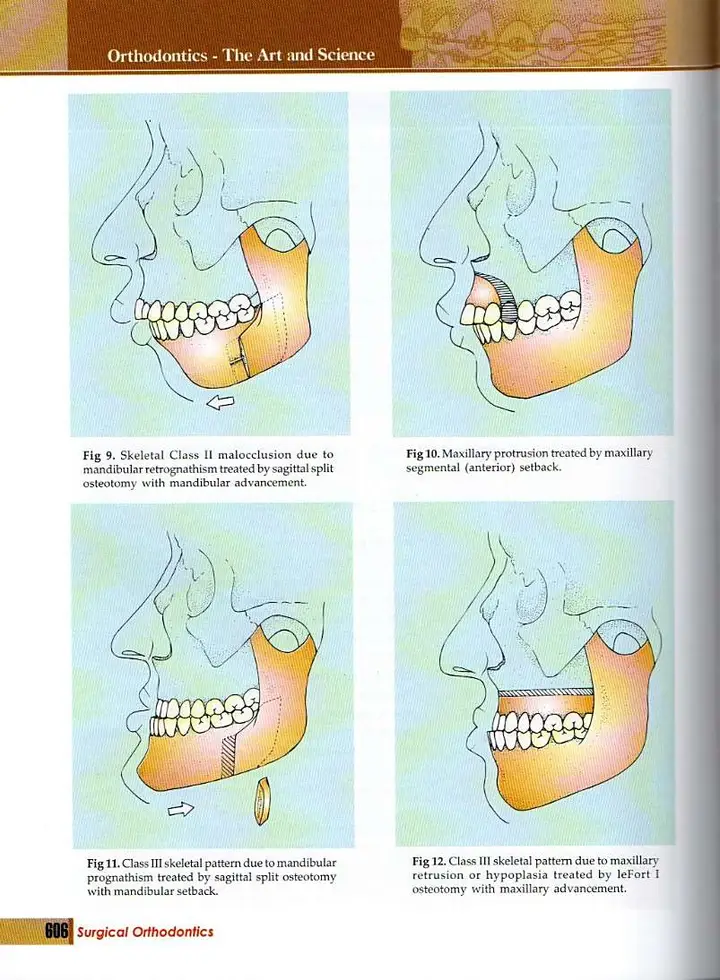 Orthodontics - The Art and Science
Fig 9. Skeletal Class II malocclusion due to
mandibular retrognathism treated by sagittal split
osteotomy with mandibular advancement.
Fig 10. Maxillary protrusion treated by maxillary
segmental (anterior) setback.
Fig 11. Class III skeletal pattern due to mandibular
prognathism treated by sagittal split osteotomy
with mandibular setback.
Fig 12. Class III skeletal pattern due to maxillary
retrusion or hypoplasia treated by leFort I
osteotomy with maxillary advancement.
606 Surgical Orthodontics